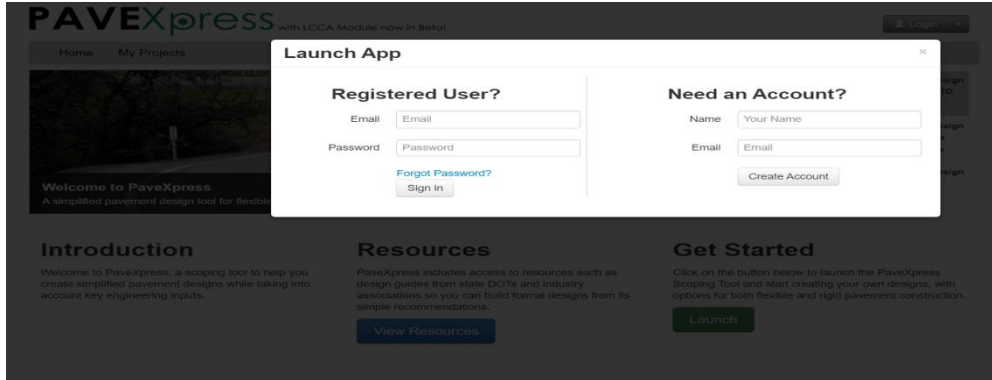 PAVEXpress with LCCA Module now in Beta!
Login
Home My Projects
Launch App
×
Registered User?
Email Email
Password Password
Forgot Password?
Sign in
Need an Account?
Name Your Name
Email Email
Create Account
sign
sign
sign
Welcome to PaveXpress
A simplified pavement design tool for flexible
Introduction
Welcome to PaveXpress, a scoping tool to help you
create simplified pavement designs while taking into
account key engineering inputs.
Resources
PaveXpress includes access to resources such as
design guides from state DOTs and industry
associations so you can build formal designs from its
simple recommendations.
View Resources
Get Started
Click on the button below to launch the PaveXpress
Scoping Tool and start creating your own designs, with
options for both flexible and rigid pavement construction.
Launch